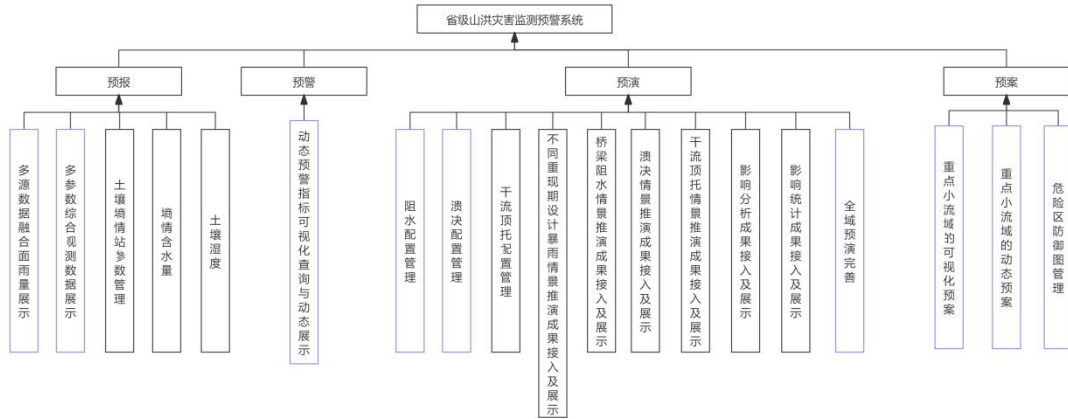 省级山洪灾害监测预警系统
预报
预警
预演
预案
多源数据融合面雨量展示
多参数综合观测数据展示
土壤墒情站参数管理
墒情含水量
土壤湿度
动态预警指标可视化查询与动态展示
阻水配置管理
溃决配置管理
干流顶托配置管理
不同重现期设计暴雨情景推演成果接入及展示
桥梁阻水情景推演成果接入及展示
溃决情景推演成果接入及展示
干流顶托情景推演成果接入及展示
影响分析成果接入及展示
影响统计成果接入及展示
全域预演完善
重点小流域的可视化预案
重点小流域的动态预案
危险区防御图管理